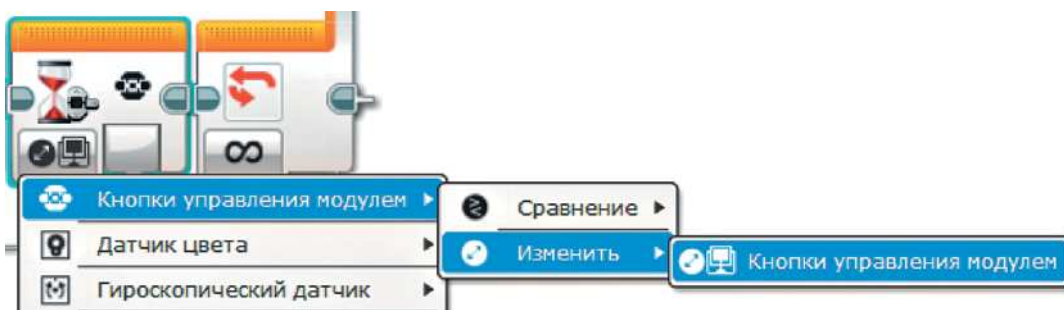 ∞
Кнопки управления модулем
Сравнение
Датчик цвета
Изменить
Кнопки управления модулем
Гироскопический датчик